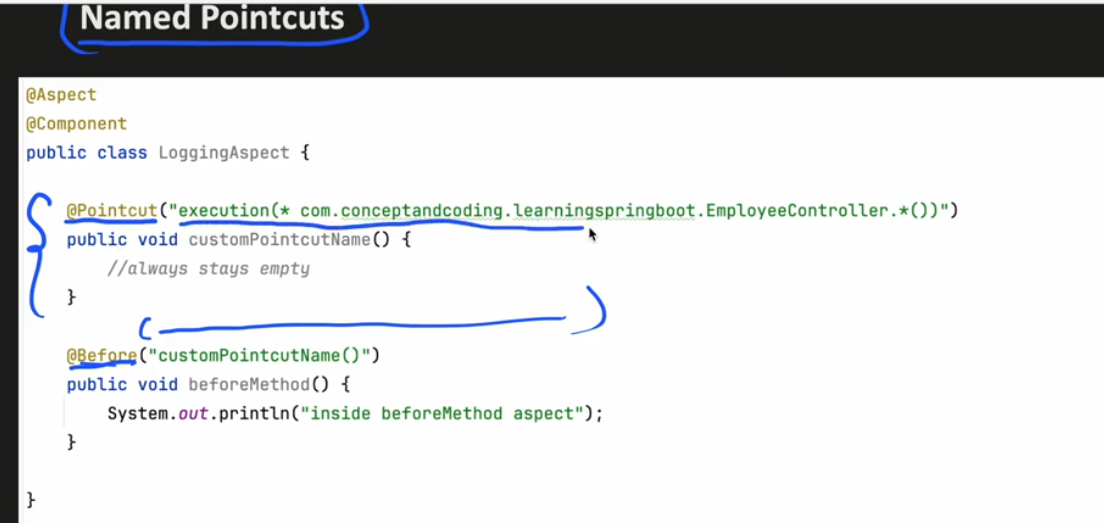 Named Pointcuts
@Aspect
@Component
public class LoggingAspect {
@Pointcut("execution(* com.conceptandcoding.learningspringboot.EmployeeController.*())")
public void customPointcutName() {
//always stays empty
}
@Before("customPointcutName()")
public void beforeMethod() {
System.out.println("inside beforeMethod aspect");
}
}